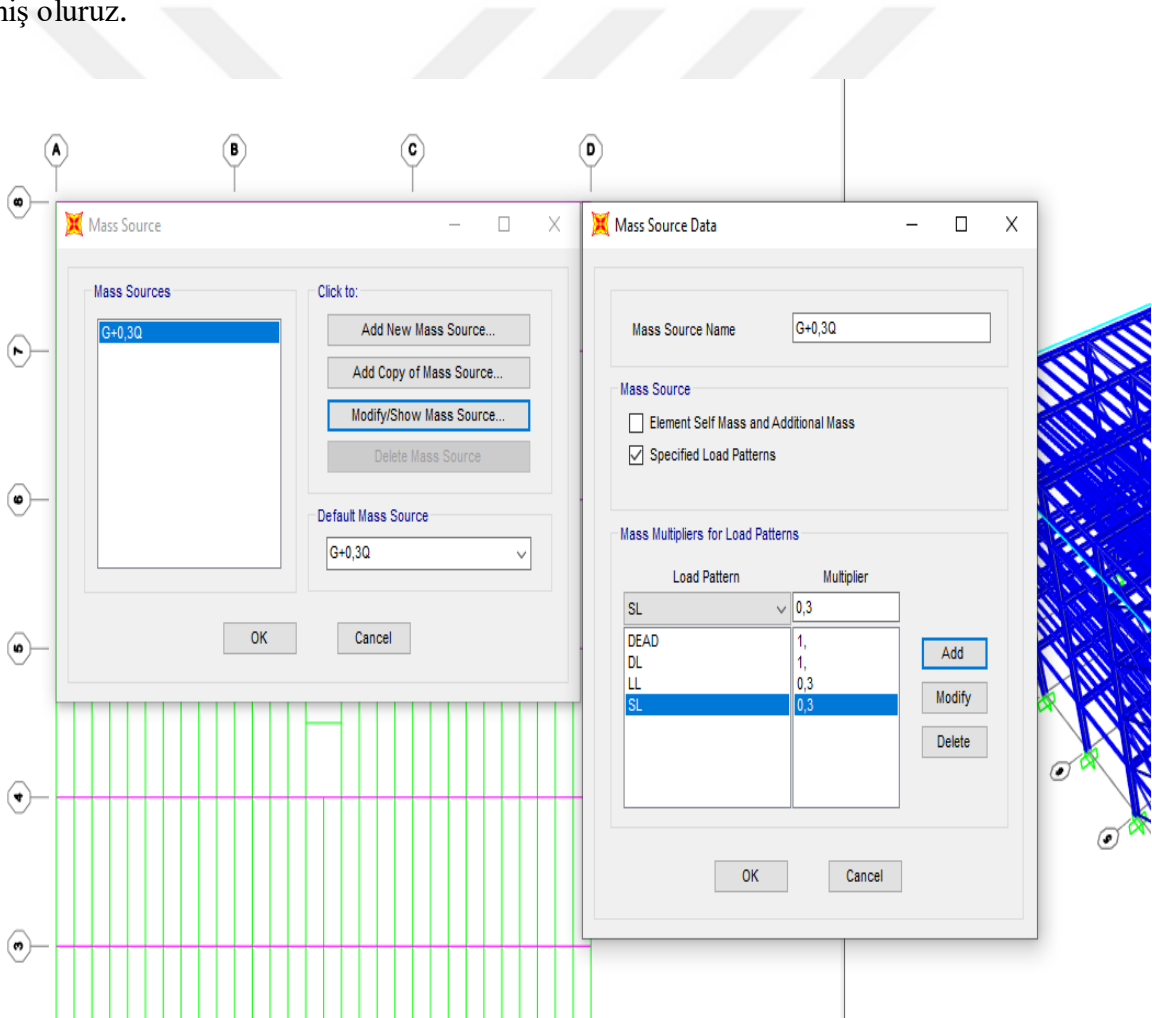 miş oluruz.
A
B
C
D
8
7
6
5
4
3
Mass Source
Mass Sources
G+0,3Q
Click to:
Add New Mass Source...
Add Copy of Mass Source...
Modify/Show Mass Source...
Delete Mass Source
Default Mass Source
G+0,3Q
OK
Cancel
Mass Source Data
Mass Source Name
G+0,3Q
Mass Source
Element Self Mass and Additional Mass
Specified Load Patterns
Mass Multipliers for Load Patterns
Load Pattern
Multiplier
SL
0,3
DEAD
1,
DL
1,
LL
0,3
SL
0,3
Add
Modify
Delete
OK
Cancel
6
5